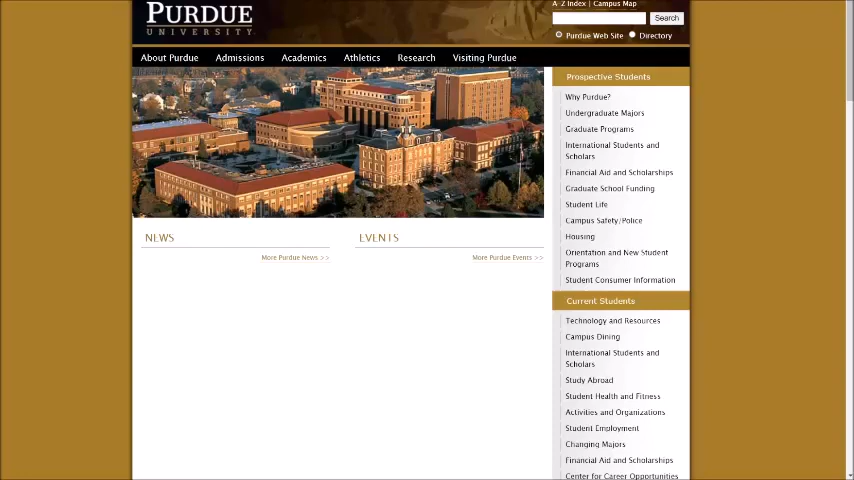 PURDUE
UNIVERSITY
A-Z Index | Campus Map
Search
Purdue Web Site
Directory
About Purdue
Admissions
Academics
Athletics
Research
Visiting Purdue
NEWS
More Purdue News >>
EVENTS
More Purdue Events >>
Prospective Students
Why Purdue?
Undergraduate Majors
Graduate Programs
International Students and
Scholars
Financial Aid and Scholarships
Graduate School Funding
Student Life
Campus Safety/Police
Housing
Orientation and New Student
Programs
Student Consumer Information
Current Students
Technology and Resources
Campus Dining
International Students and
Scholars
Study Abroad
Student Health and Fitness
Activities and Organizations
Student Employment
Changing Majors
Financial Aid and Scholarships
Center for Career Opportunities